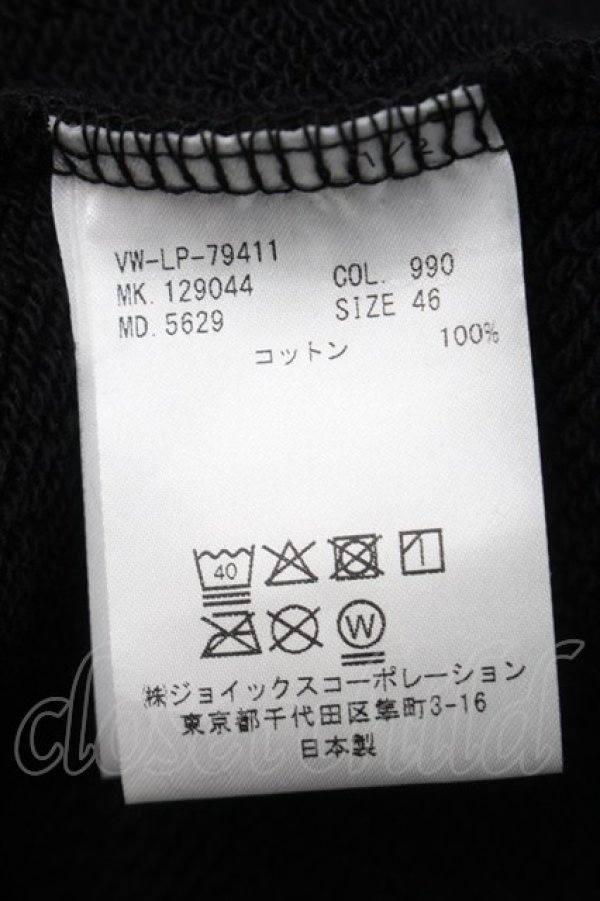 1/2
VW-LP-79411
MK. 129044 COL. 990
MD. 5629 SIZE 46
コットン 100%
40
W
㈱ジョイックスコーポレーション
東京都千代田区隼町3-16
日本製
closet child